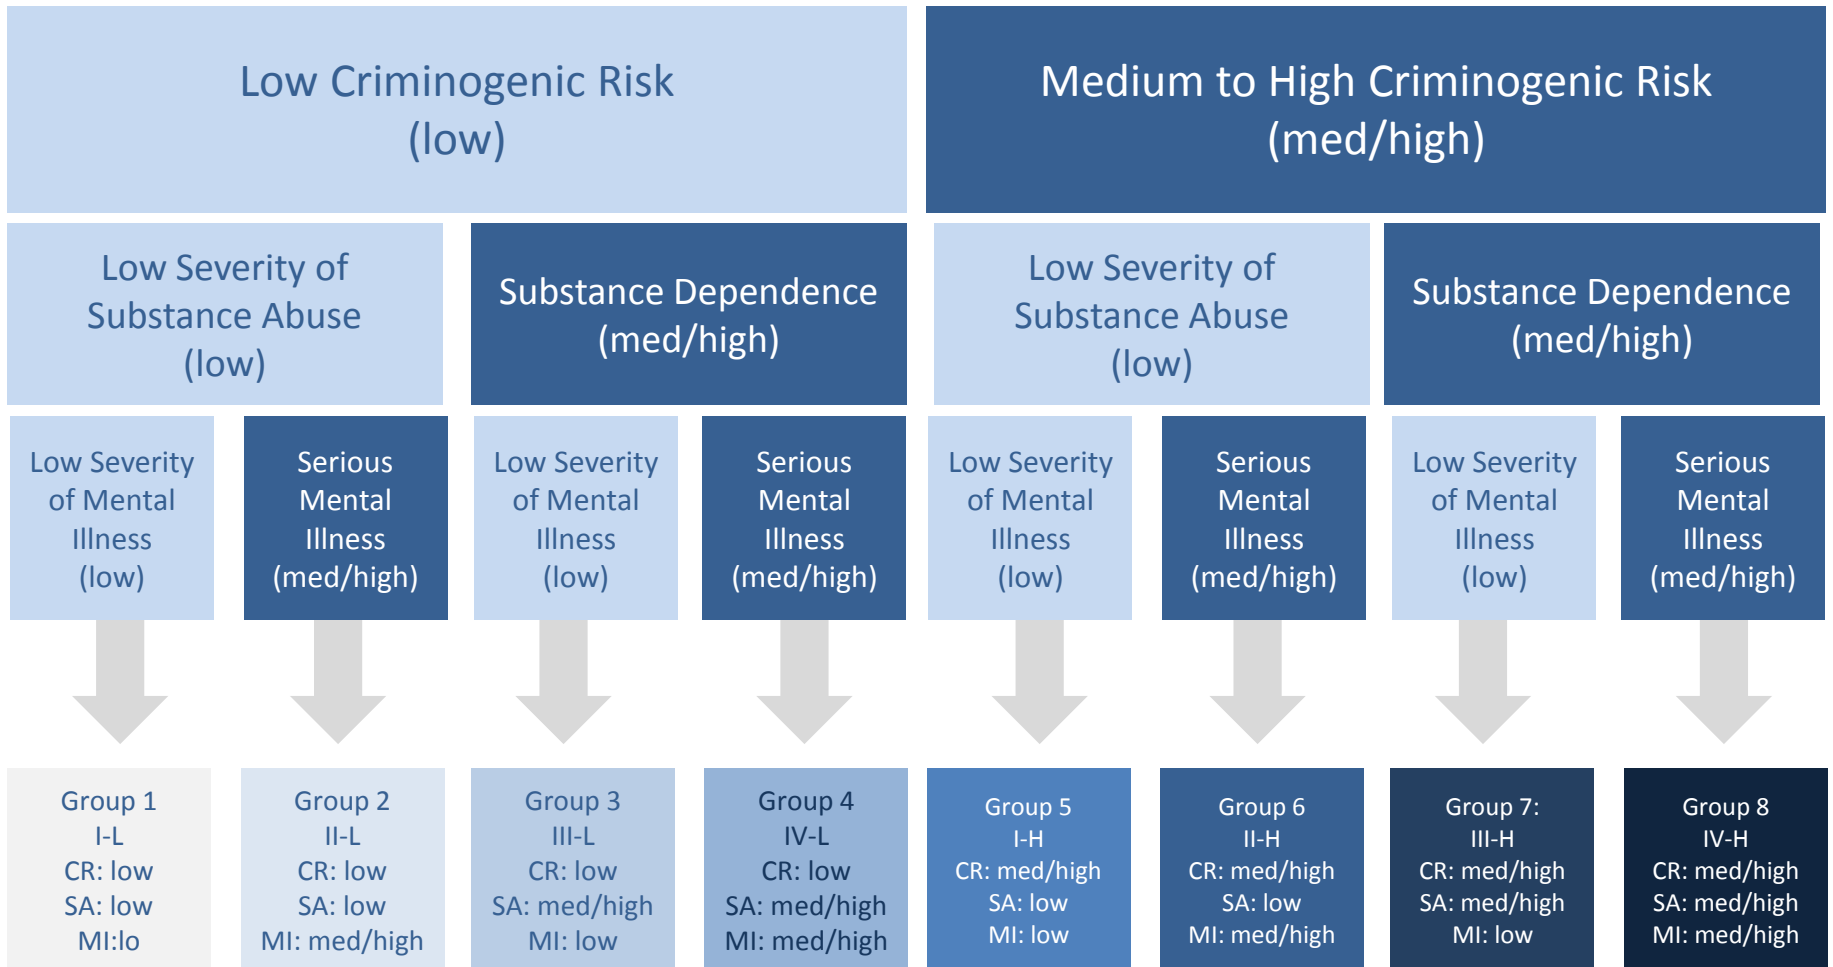 Low Criminogenic Risk
(low)
Medium to High Criminogenic Risk
(med/high)
Low Severity of
Substance Abuse
(low)
Substance Dependence
(med/high)
Low Severity of
Substance Abuse
(low)
Substance Dependence
(med/high)
Low Severity
of Mental
Illness
(low)
Serious
Mental
Illness
(med/high)
Low Severity
of Mental
Illness
(low)
Serious
Mental
Illness
(med/high)
Low Severity
of Mental
Illness
(low)
Serious
Mental
Illness
(med/high)
Low Severity
of Mental
Illness
(low)
Serious
Mental
Illness
(med/high)
Group 1
I-L
CR: low
SA: low
MI:lo
Group 2
II-L
CR: low
SA: low
MI: med/high
Group 3
III-L
CR: low
SA: med/high
MI: low
Group 4
IV-L
CR: low
SA: med/high
MI: med/high
Group 5
I-H
CR: med/high
SA: low
MI: low
Group 6
II-H
CR: med/high
SA: low
MI: med/high
Group 7:
III-H
CR: med/high
SA: med/high
MI: low
Group 8
IV-H
CR: med/high
SA: med/high
MI: med/high